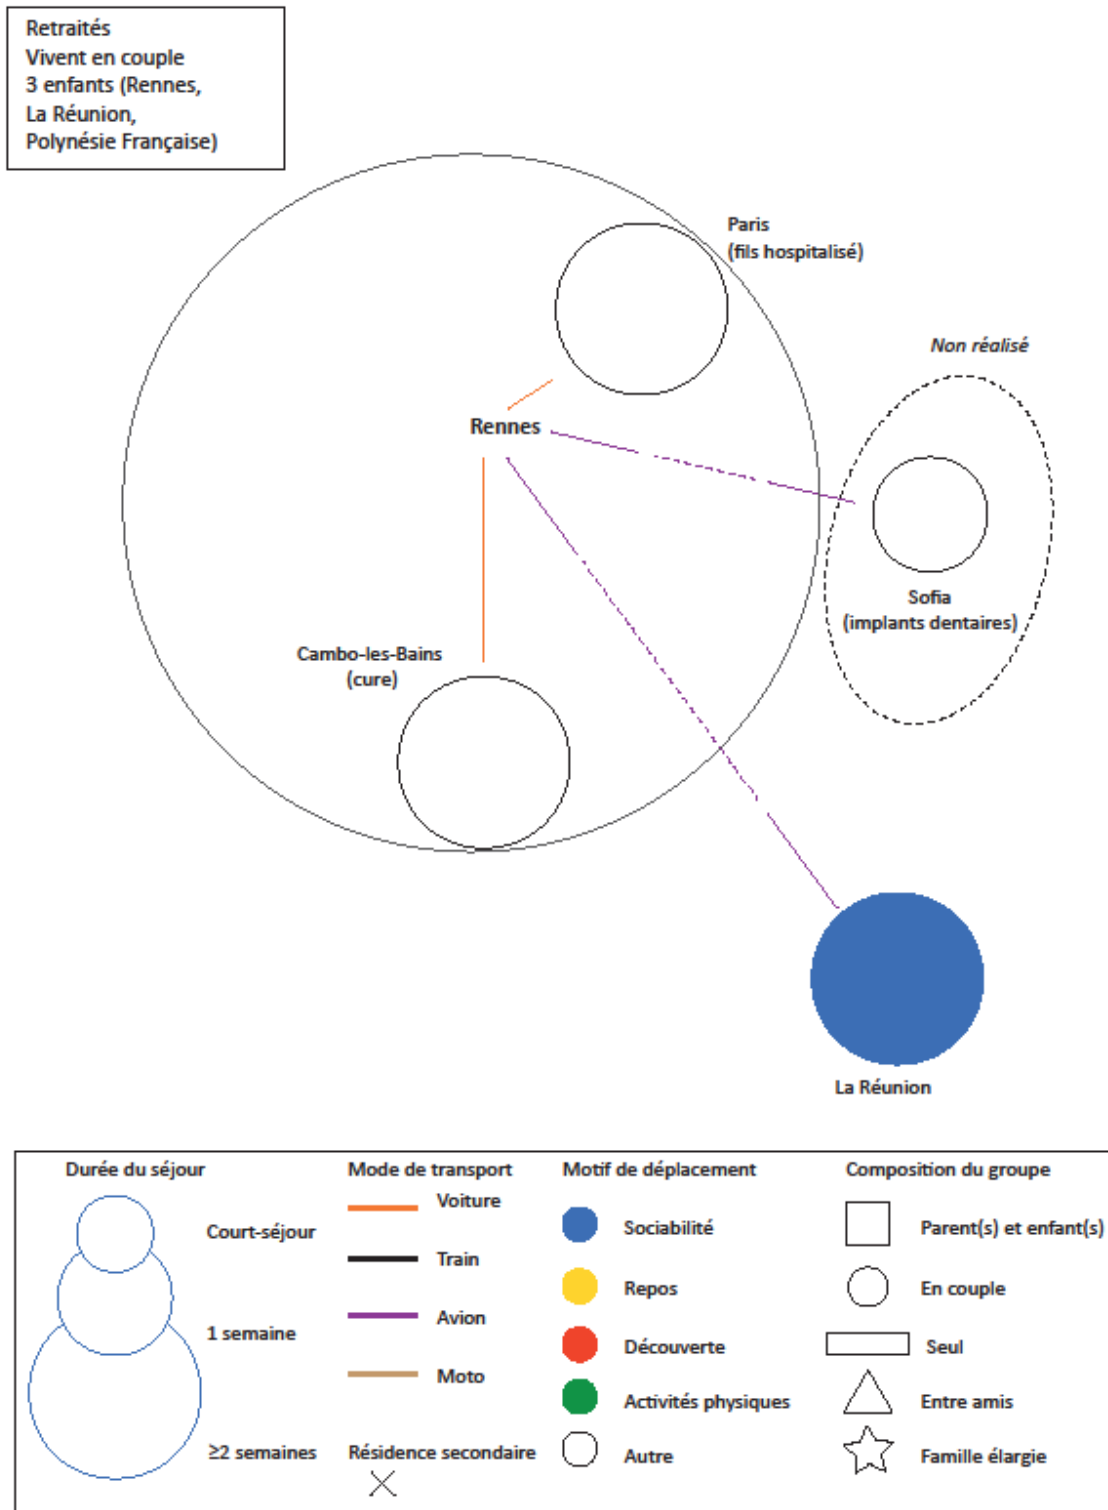 Retraités
Vivent en couple
3 enfants (Rennes,
La Réunion,
Polynésie Française)
Paris
(fils hospitalisé)
Non réalisé
Rennes
Sofia
(implants dentaires)
Cambo-les-Bains
(cure)
La Réunion
Durée du séjour
Court-séjour
1 semaine
≥2 semaines
Mode de transport
Voiture
Train
Avion
Moto
Résidence secondaire
Motif de déplacement
Sociabilité
Repos
Découverte
Activités physiques
Autre
Composition du groupe
Parent(s) et enfant(s)
En couple
Seul
Entre amis
Famille élargie